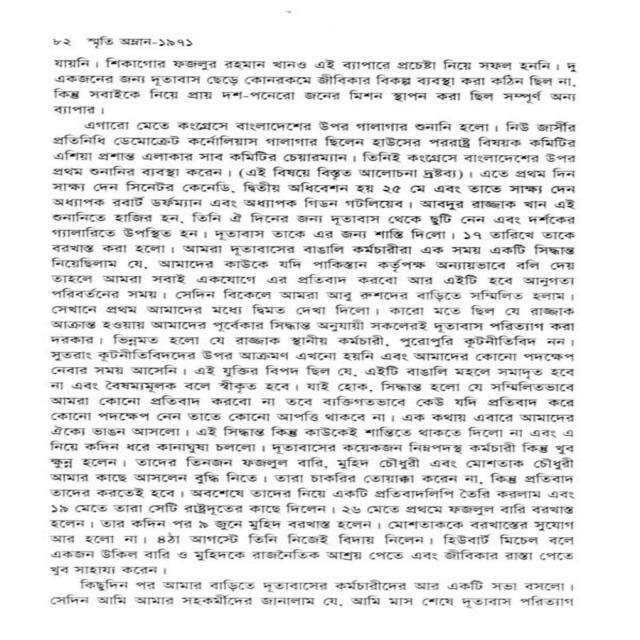 ৮২ স্মৃতি অম্লান-১৯৭১
যায়নি। শিকাগোর ফজলুর রহমান খানও এই ব্যাপারে প্রচেষ্টা নিয়ে সফল হননি। দু
একজনের জন্য দূতাবাস ছেড়ে কোনরকমে জীবিকার বিকল্প ব্যবস্থা করা কঠিন ছিল না,
কিন্তু সবাইকে নিয়ে প্রায় দশ-পনেরো জনের মিশন স্থাপন করা ছিল সম্পূর্ণ অন্য
ব্যাপার।
এগারো মেতে কংগ্রেসে বাংলাদেশের উপর গালাগার শুনানি হলো। নিউ জার্সীর
প্রতিনিধি ডেমোক্রেট কর্নেলিয়াস গালাগার ছিলেন হাউসের পররাষ্ট্র বিষয়ক কমিটির
এশিয়া প্রশান্ত এলাকার সাব কমিটির চেয়ারম্যান। তিনিই কংগ্রেসে বাংলাদেশের উপর
প্রথম শুনানির ব্যবস্থা করেন। (এই বিষয়ে বিস্তৃত আলোচনা দ্রষ্টব্য)। এতে প্রথম দিন
সাক্ষ্য দেন সিনেটর কেনেডি, দ্বিতীয় অধিবেশন হয় ২৫ মে এবং তাতে সাক্ষ্য দেন
অধ্যাপক রবার্ট ডর্ফম্যান এবং অধ্যাপক গিডন গটলিয়েব। আবদুর রাজ্জাক খান এই
শুনানিতে হাজির হন, তিনি ঐ দিনের জন্য দূতাবাস থেকে ছুটি নেন এবং দর্শকের
গ্যালারিতে উপস্থিত হন। দূতাবাস তাকে এর জন্য শাস্তি দিলো। ১৭ তারিখে তাকে
বরখাস্ত করা হলো। আমরা দূতাবাসের বাঙালি কর্মচারীরা এক সময় একটি সিদ্ধান্ত
নিয়েছিলাম যে, আমাদের কাউকে যদি পাকিস্তান কর্তৃপক্ষ অন্যায়ভাবে বলি দেয়
তাহলে আমরা সবাই একযোগে এর প্রতিবাদ করবো আর এইটি হবে আনুগত্য
পরিবর্তনের সময়। সেদিন বিকেলে আমরা আবু রুশদের বাড়িতে সম্মিলিত হলাম।
সেখানে প্রথম আমাদের মধ্যে দ্বিমত দেখা দিলো। কারো মতে ছিল যে রাজ্জাক
আক্রান্ত হওয়ায় আমাদের পূর্বেকার সিদ্ধান্ত অনুযায়ী সকলেরই দূতাবাস পরিত্যাগ করা
দরকার। ভিন্নমত হলো যে রাজ্জাক স্থানীয় কর্মচারী, পুরোপুরি কূটনীতিবিদ নন।
সুতরাং কূটনীতিবিদদের উপর আক্রমণ এখনো হয়নি এবং আমাদের কোনো পদক্ষেপ
নেবার সময় আসেনি। এই যুক্তির বিপদ ছিল যে, এইটি বাঙালি মহলে সমাদৃত হবে
না এবং বৈষম্যমূলক বলে স্বীকৃত হবে। যাই হোক, সিদ্ধান্ত হলো যে সম্মিলিতভাবে
আমরা কোনো প্রতিবাদ করবো না তবে ব্যক্তিগতভাবে কেউ যদি প্রতিবাদ করে
কোনো পদক্ষেপ নেন তাতে কোনো আপত্তি থাকবে না। এক কথায় এবারে আমাদের
ঐক্যে ভাঙন আসলো। এই সিদ্ধান্ত কিন্তু কাউকেই শান্তিতে থাকতে দিলো না এবং এ
নিয়ে কদিন ধরে কানাঘুষা চললো। দূতাবাসের কয়েকজন নিম্নপদস্থ কর্মচারী কিন্তু খুব
ক্ষুন্ন হলেন। তাদের তিনজন ফজলুল বারি, মুহিদ চৌধুরী এবং মোশতাক চৌধুরী
আমার কাছে আসলেন বুদ্ধি নিতে। তারা চাকরির তোয়াক্কা করেন না, কিন্তু প্রতিবাদ
তাদের করতেই হবে। অবশেষে তাদের নিয়ে একটি প্রতিবাদলিপি তৈরি করলাম এবং
১৯ মেতে তারা সেটি রাষ্ট্রদূতের কাছে দিলেন। ২৬ মেতে প্রথমে ফজলুল বারি বরখাস্ত
হলেন। তার কদিন পর ৯ জুনে মুহিদ বরখাস্ত হলেন। মোশতাককে বরখাস্তের সুযোগ
আর হলো না। ৪ঠা আগস্টে তিনি নিজেই বিদায় নিলেন। হিউবার্ট মিচেল বলে
একজন উকিল বারি ও মুহিদকে রাজনৈতিক আশ্রয় পেতে এবং জীবিকার রাস্তা পেতে
খুব সাহায্য করেন।
কিছুদিন পর আমার বাড়িতে দূতাবাসের কর্মচারীদের আর একটি সভা বসলো।
সেদিন আমি আমার সহকর্মীদের জানালাম যে, আমি মাস শেষে দূতাবাস পরিত্যাগ